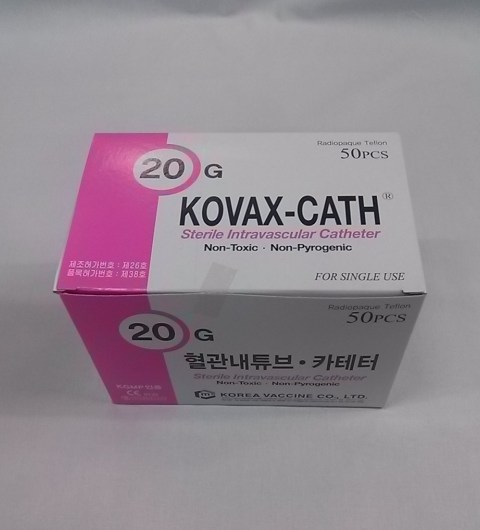 Radiopaque Teflon
50PCS
20 G
KOVAX-CATH®
Sterile Intravascular Catheter
Non-Toxic · Non-Pyrogenic
제조허가번호 : 제26호
품목허가번호 : 제38호
FOR SINGLE USE
Radiopaque Teflon
50PCS
20 G
혈관내튜브 · 카테터
Sterile Intravascular Catheter
Non-Toxic · Non-Pyrogenic
KGMP
CE
KOREA VACCINE CO., LTD.